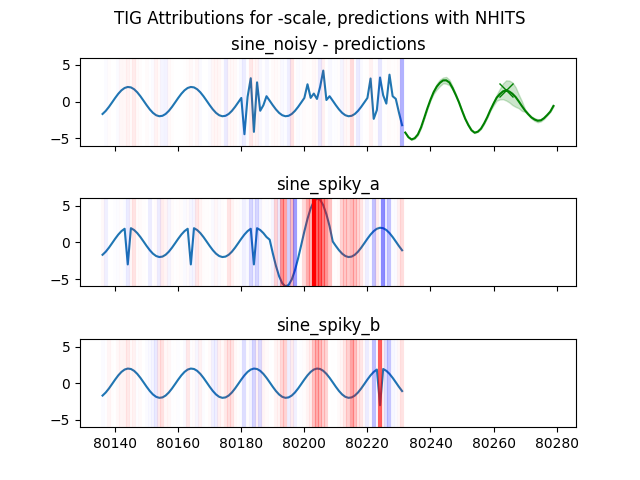 TIG Attributions for -scale, predictions with NHITS
sine_noisy - predictions
5
0
−5
sine_spiky_a
5
0
−5
sine_spiky_b
5
0
−5
80140 80160 80180 80200 80220 80240 80260 80280